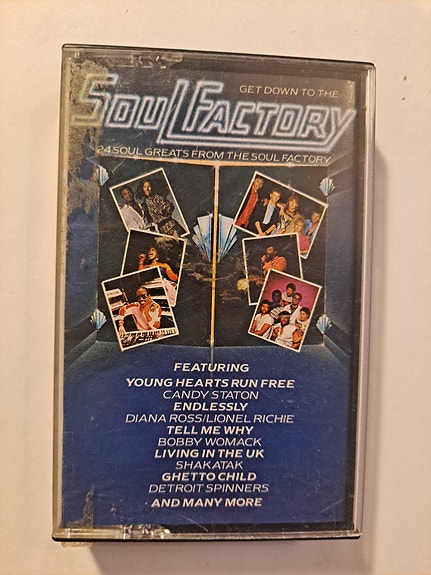 GET DOWN TO THE
SOUL FACTORY
24 SOUL GREATS FROM THE SOUL FACTORY
FEATURING
YOUNG HEARTS RUN FREE
CANDY STATON
ENDLESSLY
DIANA ROSS/LIONEL RICHIE
TELL ME WHY
BOBBY WOMACK
LIVING IN THE UK
SHAKATAK
GHETTO CHILD
DETROIT SPINNERS
AND MANY MORE